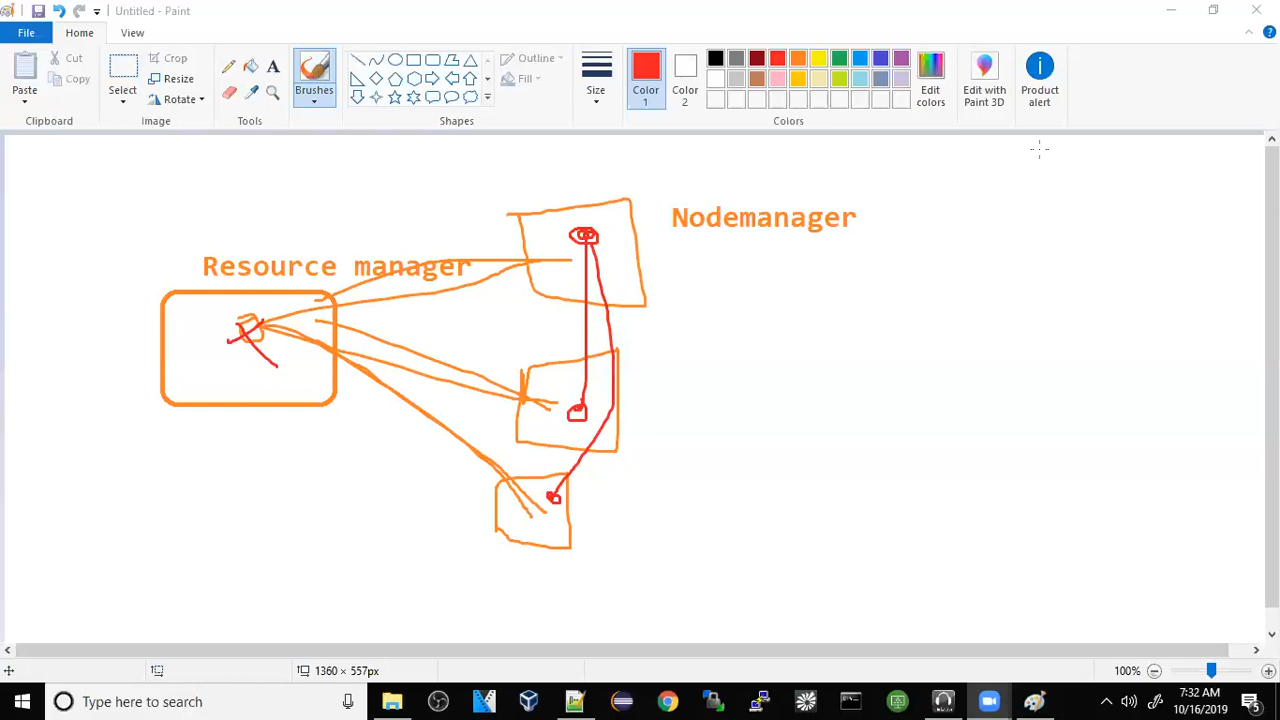 Untitled - Paint
File
Home
View
Paste
Cut
Copy
Clipboard
Select
Crop
Resize
Rotate
Image
A
Tools
Brushes
Outline
Fill
Shapes
Size
Color 1
Color 2
Edit colors
Colors
Edit with Paint 3D
Product alert
Nodemanager
Resource manager
1360 × 557px
100%
Type here to search
7:32 AM
10/16/2019
5